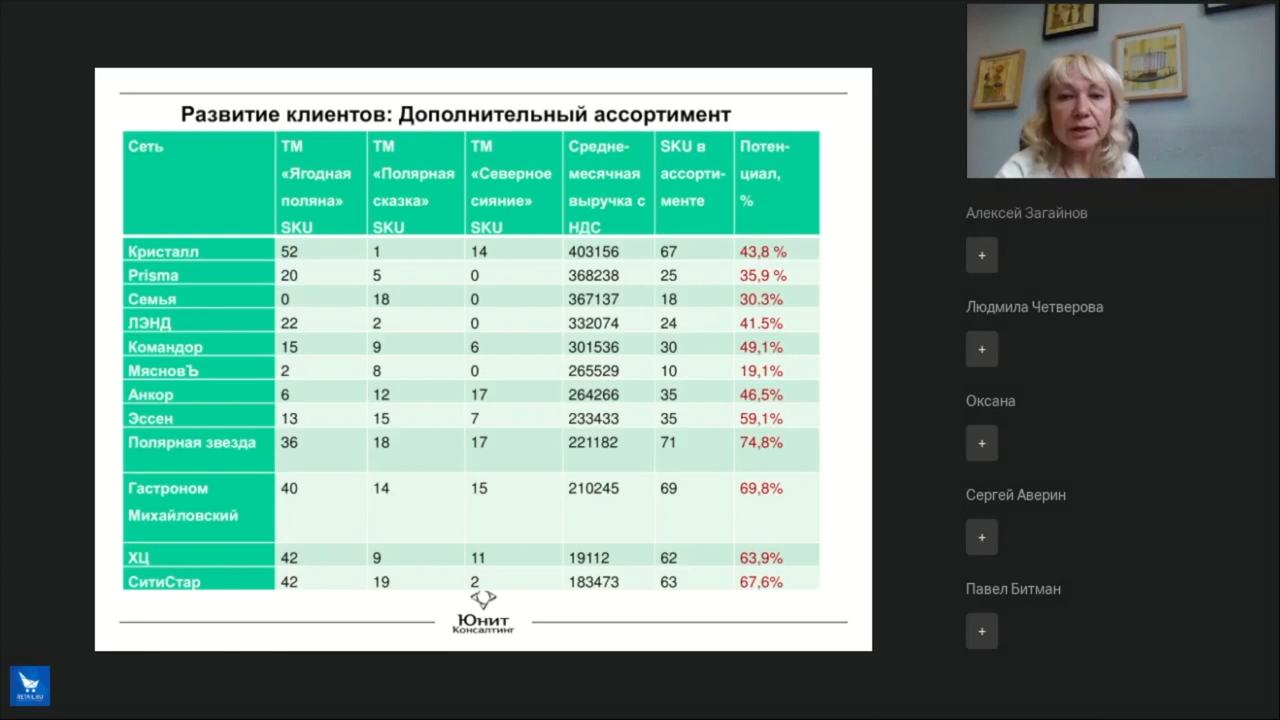 Развитие клиентов: Дополнительный ассортимент
Сеть
ТМ «Ягодная поляна» SKU
ТМ «Полярная сказка» SKU
ТМ «Северное сияние» SKU
Средне-месячная выручка с НДС
SKU в ассорти-менте
Потен-циал, %
Кристалл 52 1 14 403156 67 43,8 %
Prisma 20 5 0 368238 25 35,9 %
Семья 0 18 0 367137 18 30.3%
ЛЭНД 22 2 0 332074 24 41.5%
Командор 15 9 6 301536 30 49,1%
МясновЪ 2 8 0 265529 10 19,1%
Анкор 6 12 17 264266 35 46,5%
Эссен 13 15 7 233433 35 59,1%
Полярная звезда 36 18 17 221182 71 74,8%
Гастроном Михайловский 40 14 15 210245 69 69,8%
ХЦ 42 9 11 19112 62 63,9%
СитиСтар 42 19 2 183473 63 67,6%
Юнит
Консалтинг
Алексей Загайнов
+
Людмила Четверова
+
Оксана
+
Сергей Аверин
+
Павел Битман
+
RETAIL.RU